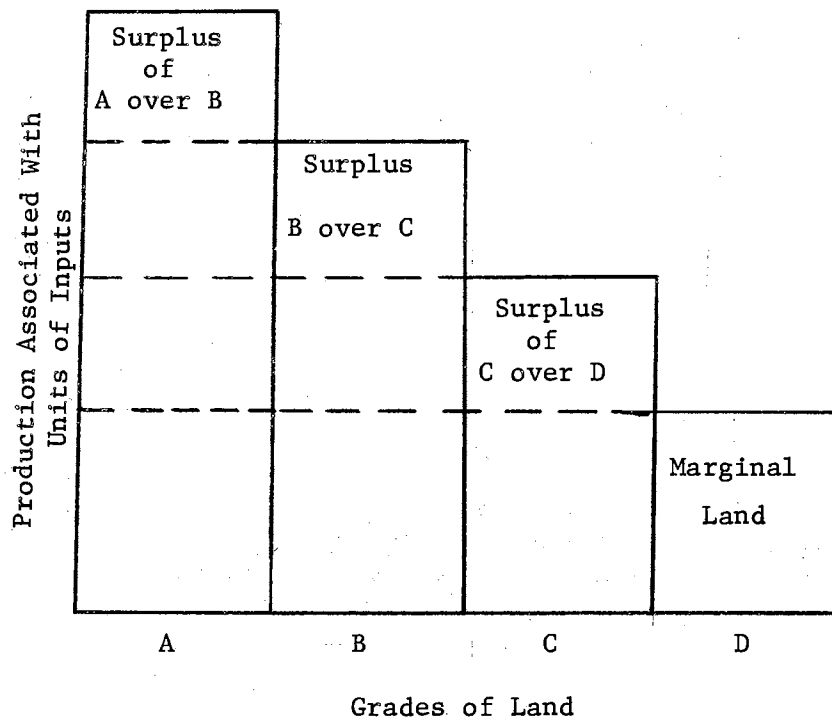 Surplus
of
A over B
Surplus
B over C
Surplus
of
C over D
Marginal
Land
Production Associated With
Units of Inputs
A B C D
Grades of Land